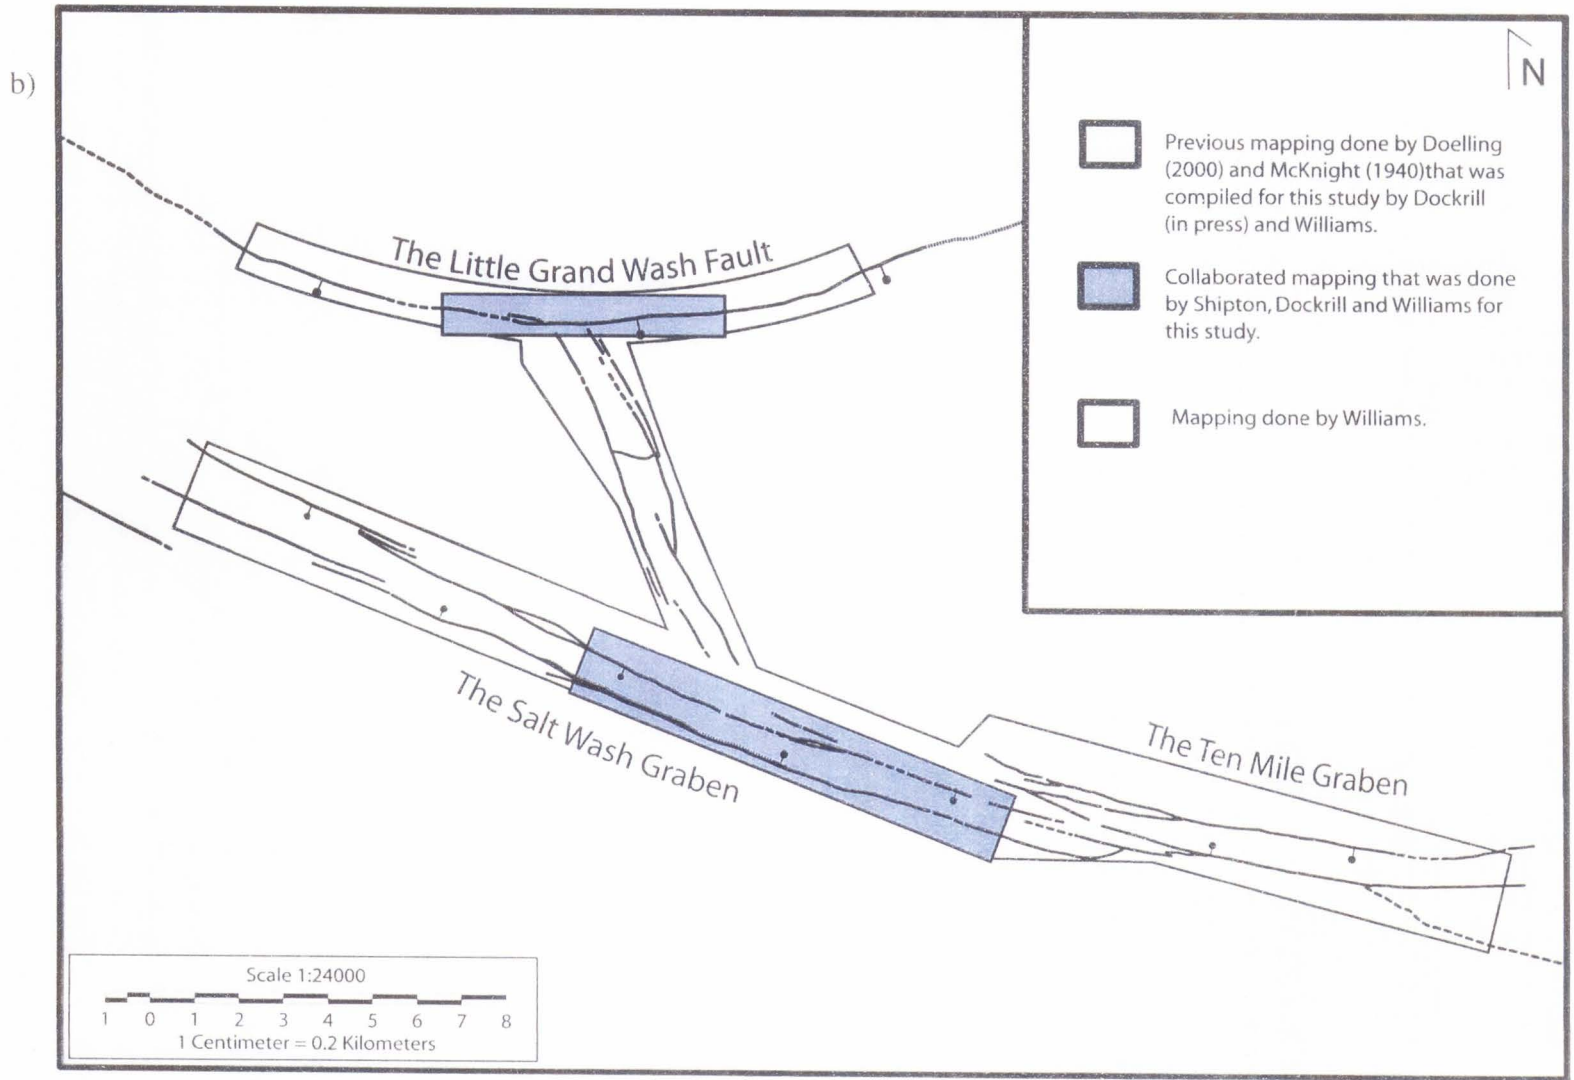 b)
N
Previous mapping done by Doelling
(2000) and McKnight (1940)that was
compiled for this study by Dockrill
(in press) and Williams.
Collaborated mapping that was done
by Shipton, Dockrill and Williams for
this study.
Mapping done by Williams.
The Little Grand Wash Fault
The Salt Wash Graben
The Ten Mile Graben
Scale 1:24000
1 0 1 2 3 4 5 6 7 8
1 Centimeter = 0.2 Kilometers